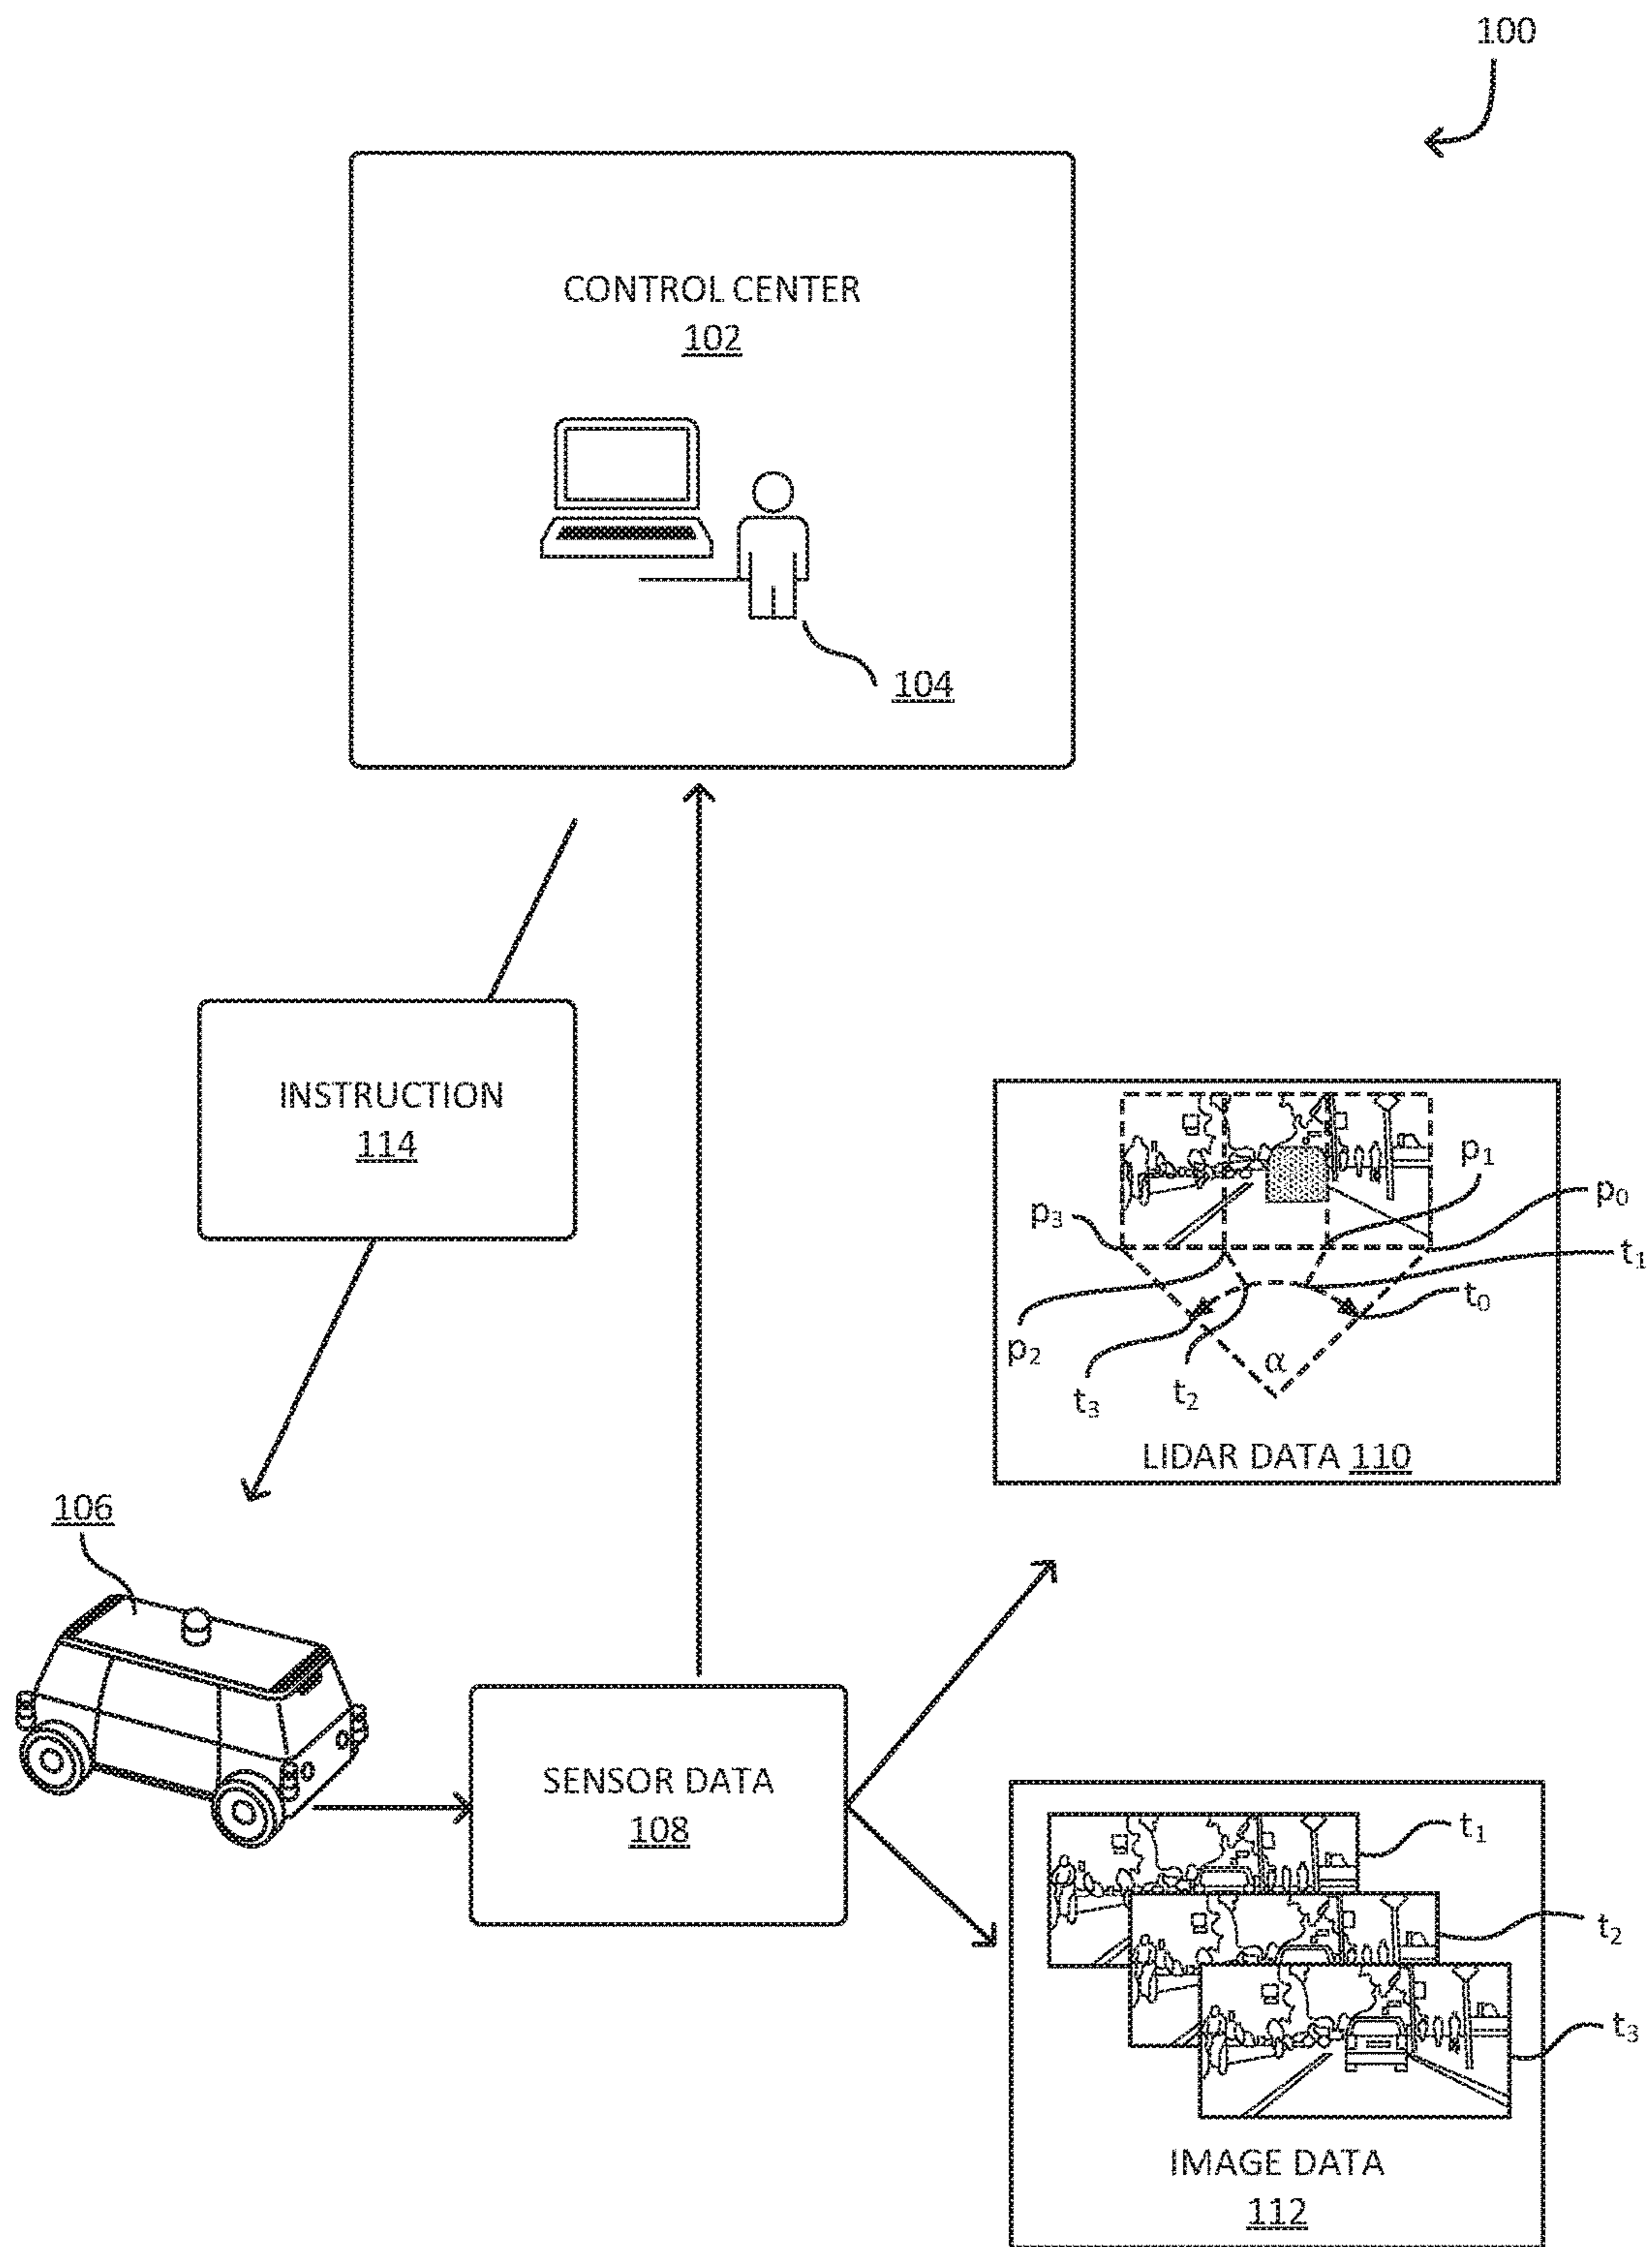 100
CONTROL CENTER
102
104
INSTRUCTION
114
p₁
p₀
p₃
t₁
t₀
p₂
α
t₂
t₃
LIDAR DATA 110
106
SENSOR DATA
108
t₁
t₂
t₃
IMAGE DATA
112